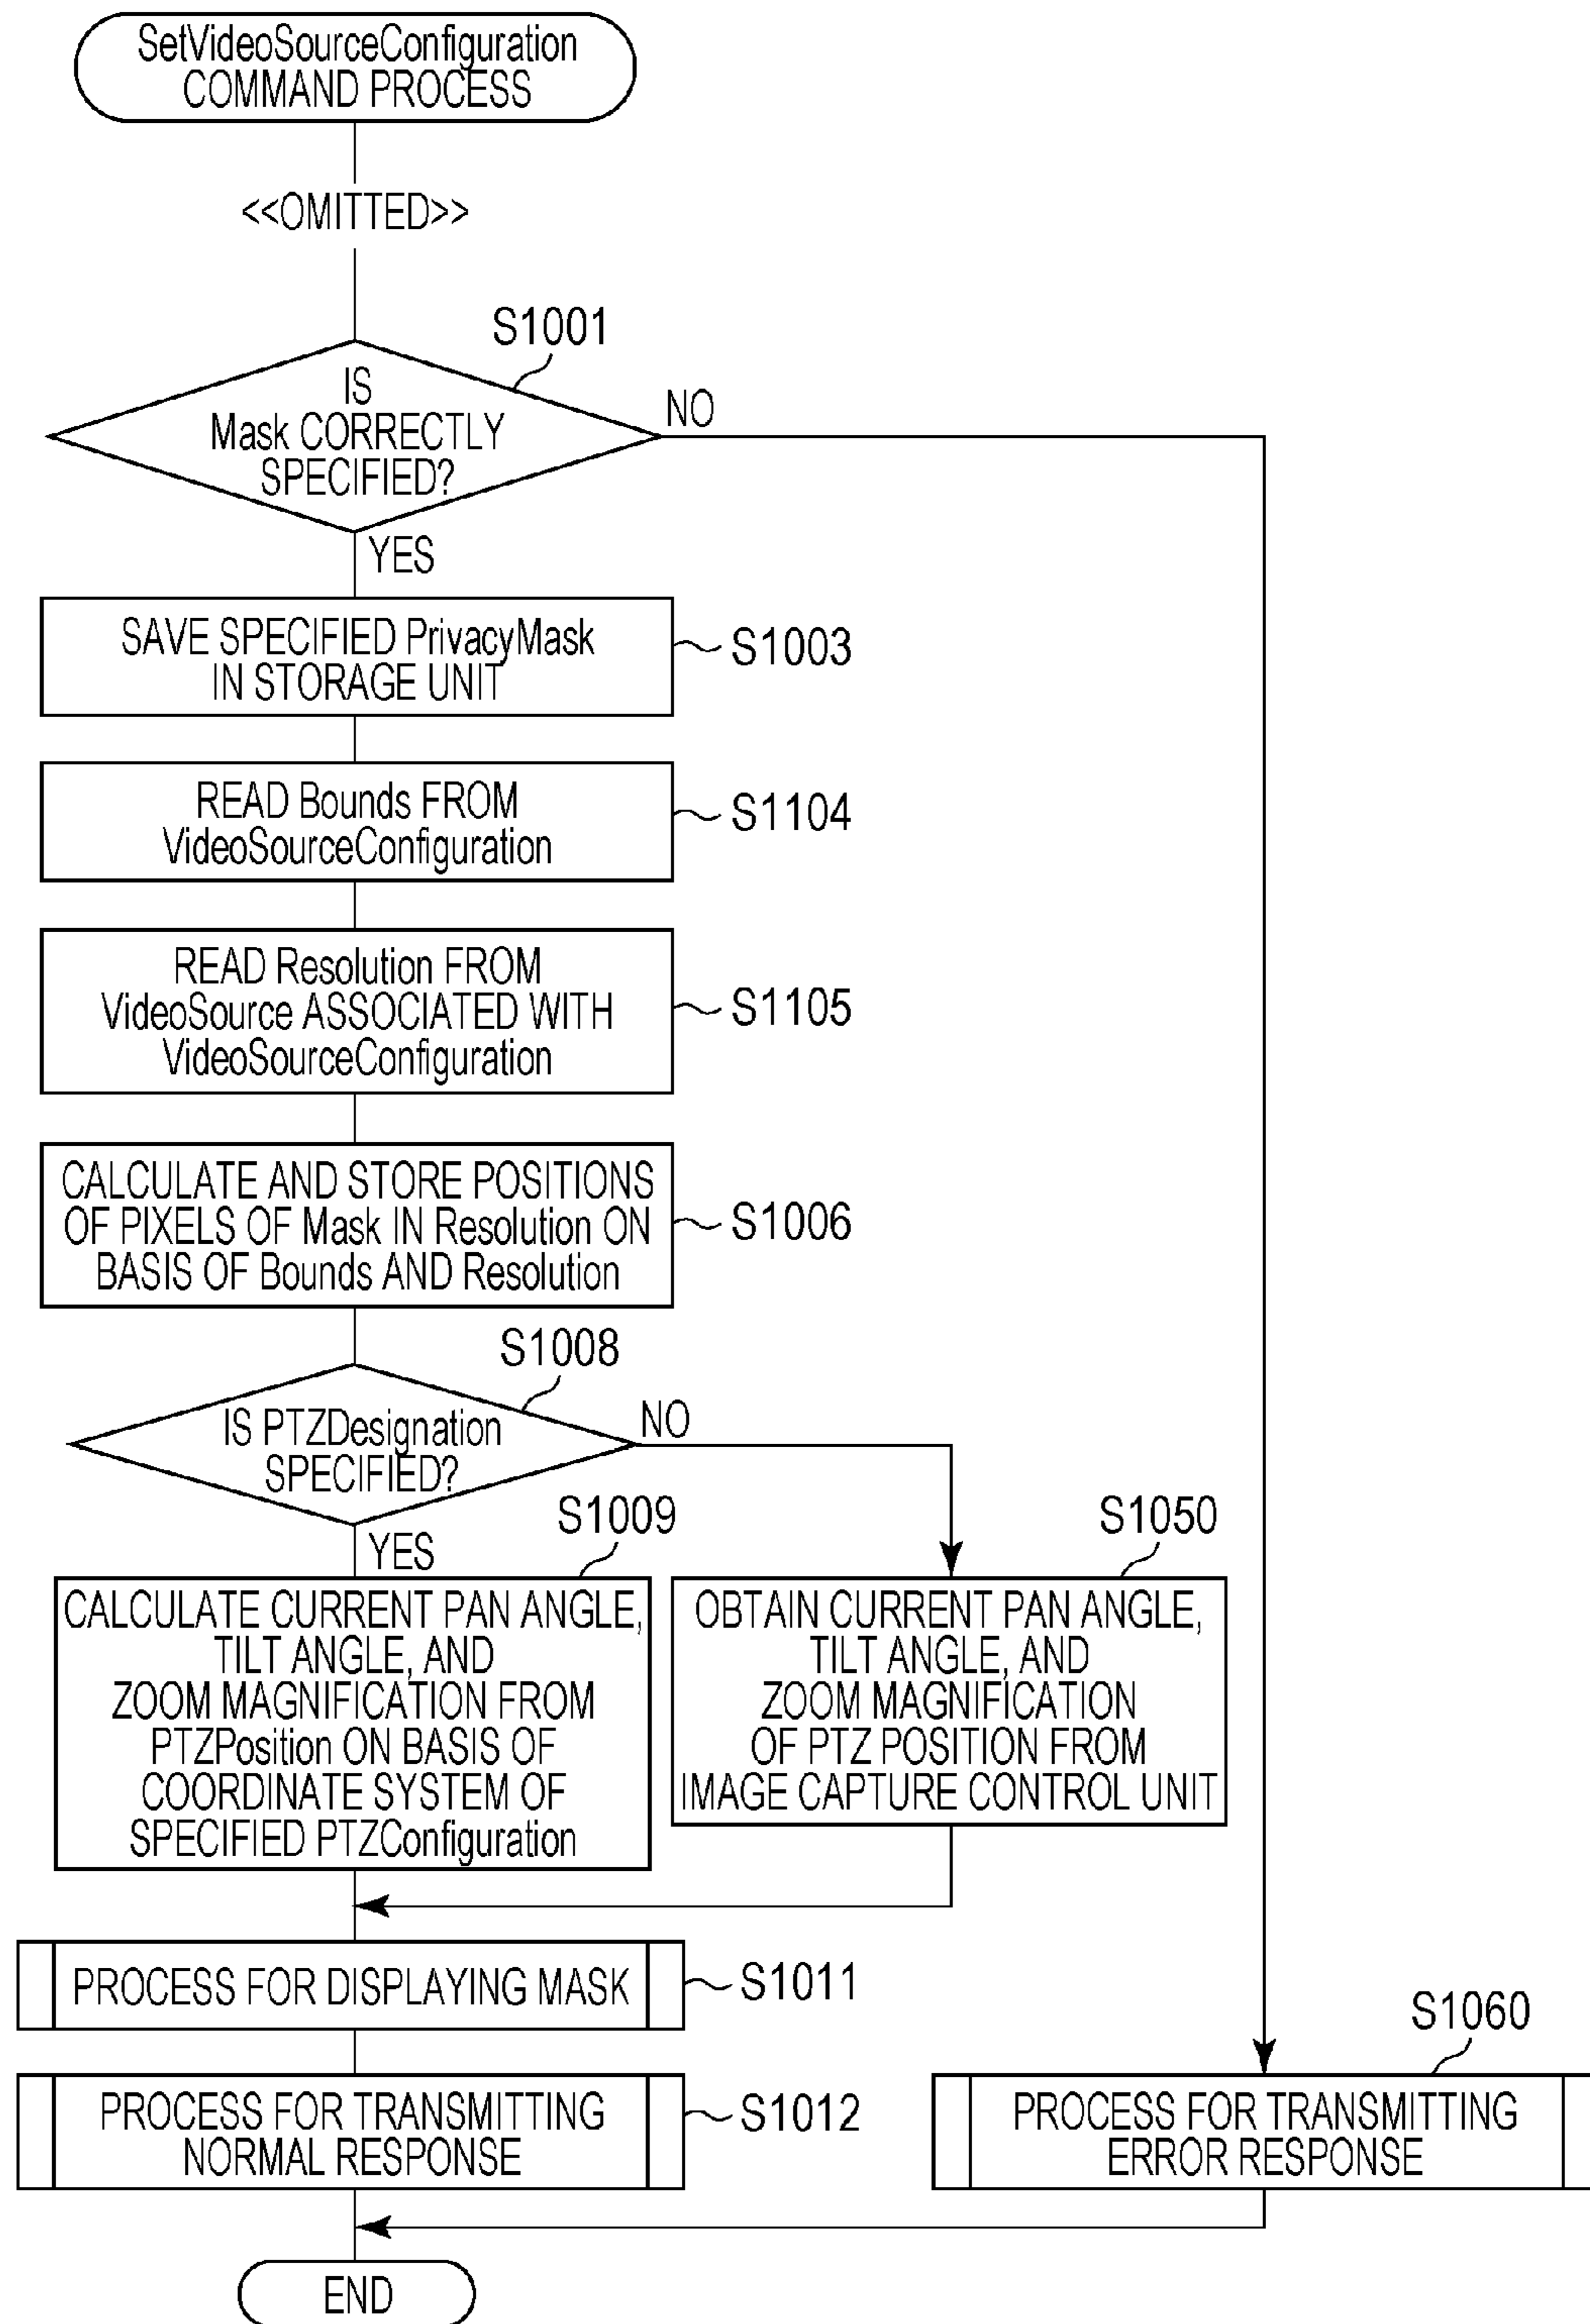 SetVideoSourceConfiguration
COMMAND PROCESS
<<OMITTED>>
S1001
IS
Mask CORRECTLY
SPECIFIED?
NO
YES
SAVE SPECIFIED PrivacyMask
IN STORAGE UNIT
S1003
READ Bounds FROM
VideoSourceConfiguration
S1104
READ Resolution FROM
VideoSource ASSOCIATED WITH
VideoSourceConfiguration
S1105
CALCULATE AND STORE POSITIONS
OF PIXELS OF Mask IN Resolution ON
BASIS OF Bounds AND Resolution
S1006
S1008
IS PTZDesignation
SPECIFIED?
NO
YES
S1009
CALCULATE CURRENT PAN ANGLE,
TILT ANGLE, AND
ZOOM MAGNIFICATION FROM
PTZPosition ON BASIS OF
COORDINATE SYSTEM OF
SPECIFIED PTZConfiguration
S1050
OBTAIN CURRENT PAN ANGLE,
TILT ANGLE, AND
ZOOM MAGNIFICATION
OF PTZ POSITION FROM
IMAGE CAPTURE CONTROL UNIT
PROCESS FOR DISPLAYING MASK
S1011
PROCESS FOR TRANSMITTING
NORMAL RESPONSE
S1012
S1060
PROCESS FOR TRANSMITTING
ERROR RESPONSE
END